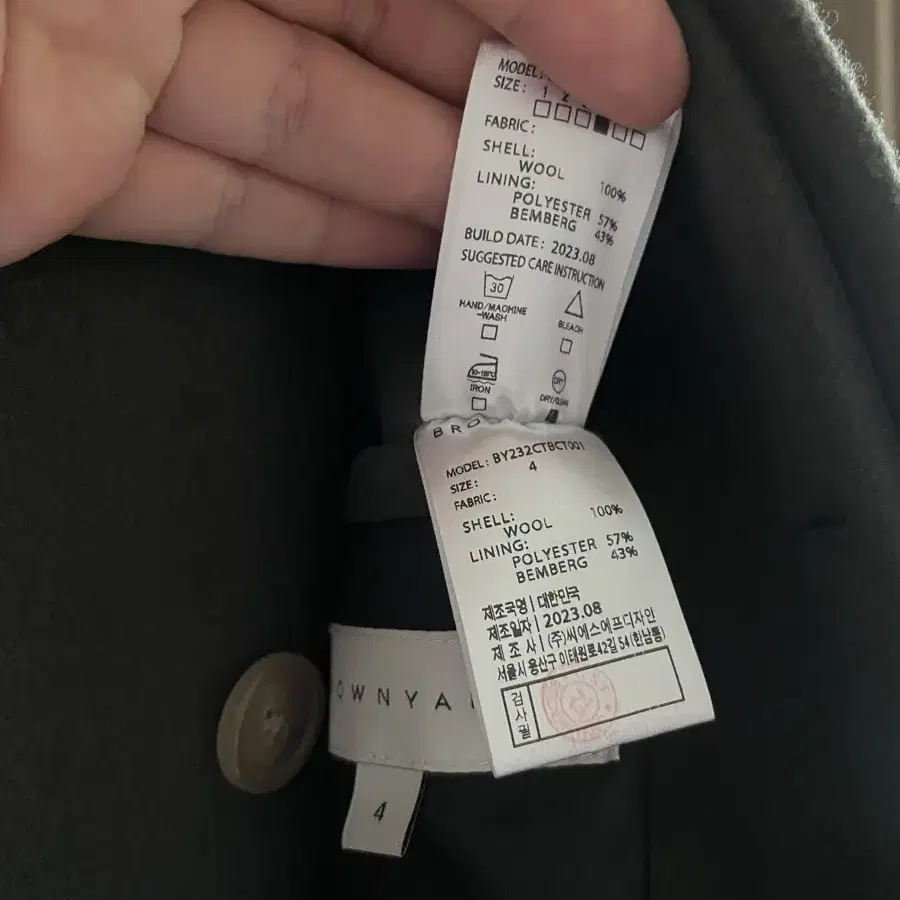 MODEL:
SIZE: 1 2
FABRIC:
SHELL:
WOOL 100%
LINING:
POLYESTER 57%
BEMBERG 43%
BUILD DATE: 2023.08
SUGGESTED CARE INSTRUCTION
30
HAND/MACHINE
-WASH
BLEACH
DRY
IRON
DRY/CLEAN
BRO
MODEL: BY232CTBCT001
SIZE: 4
FABRIC:
SHELL:
WOOL 100%
LINING:
POLYESTER 57%
BEMBERG 43%
제조국명 | 대한민국
제조일자 | 2023.08
제 조 사 | (주)씨에스에프디자인
서울시 용산구 이태원로42길 54 (한남동)
검사필
OWNYA
4